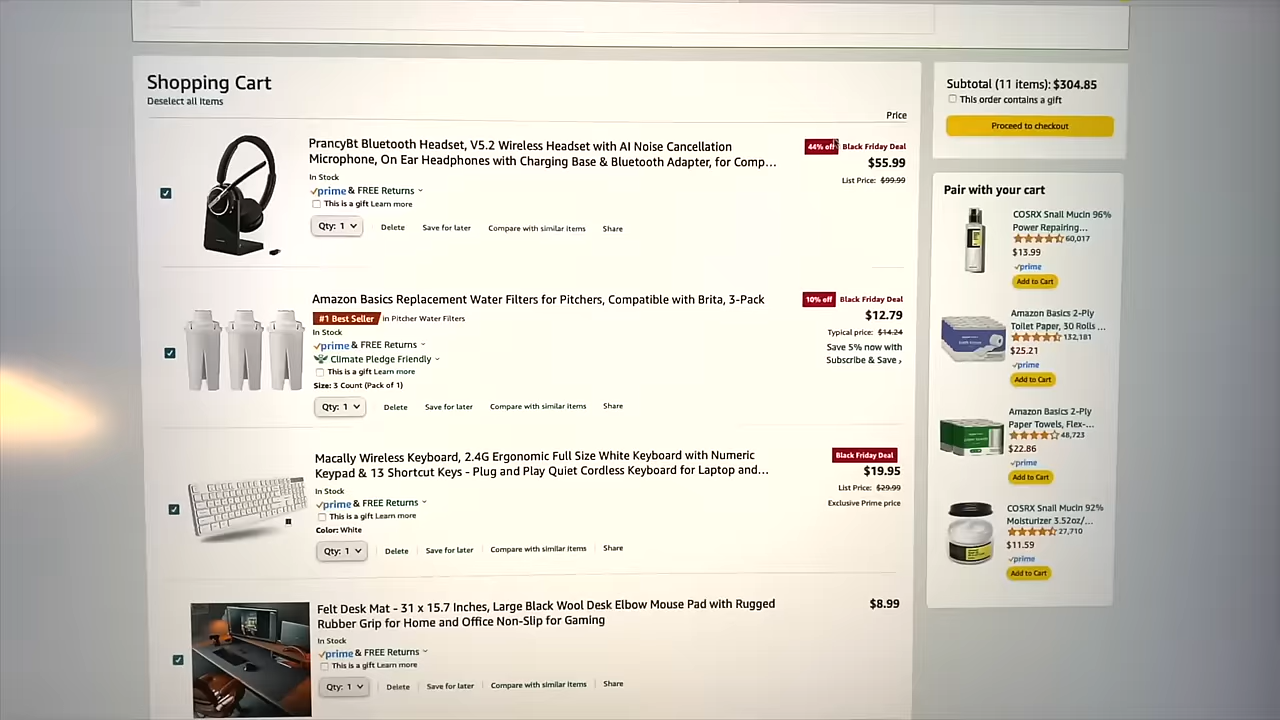 Shopping Cart
Deselect all items
Price
PrancyBt Bluetooth Headset, V5.2 Wireless Headset with AI Noise Cancellation
Microphone, On Ear Headphones with Charging Base & Bluetooth Adapter, for Comp...
44% off Black Friday Deal
$55.99
List Price: $99.99
In Stock
prime & FREE Returns
This is a gift Learn more
Qty: 1 Delete Save for later Compare with similar items Share
Amazon Basics Replacement Water Filters for Pitchers, Compatible with Brita, 3-Pack
#1 Best Seller in Pitcher Water Filters
10% off Black Friday Deal
$12.79
Typical price: $14.24
Save 5% now with
Subscribe & Save
In Stock
prime & FREE Returns
Climate Pledge Friendly
This is a gift Learn more
Size: 3 Count (Pack of 1)
Qty: 1 Delete Save for later Compare with similar items Share
Macally Wireless Keyboard, 2.4G Ergonomic Full Size White Keyboard with Numeric
Keypad & 13 Shortcut Keys - Plug and Play Quiet Cordless Keyboard for Laptop and...
Black Friday Deal
$19.95
List Price: $29.99
Exclusive Prime price
In Stock
prime & FREE Returns
This is a gift Learn more
Color: White
Qty: 1 Delete Save for later Compare with similar items Share
Felt Desk Mat - 31 x 15.7 Inches, Large Black Wool Desk Elbow Mouse Pad with Rugged
Rubber Grip for Home and Office Non-Slip for Gaming
$8.99
In Stock
prime & FREE Returns
This is a gift Learn more
Qty: 1 Delete Save for later Compare with similar items Share
Subtotal (11 items): $304.85
This order contains a gift
Proceed to checkout
Pair with your cart
COSRX Snail Mucin 96%
Power Repairing...
60,017
$13.99
prime
Add to Cart
Amazon Basics 2-Ply
Toilet Paper, 30 Rolls ...
132,181
$25.21
prime
Add to Cart
Amazon Basics 2-Ply
Paper Towels, Flex-...
48,723
$22.86
prime
Add to Cart
COSRX Snail Mucin 92%
Moisturizer 3.52oz/...
27,710
$11.59
prime
Add to Cart